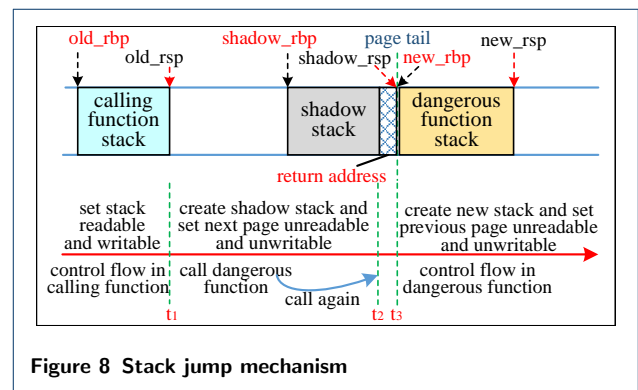 old_rbp
old_rsp
shadow_rbp
shadow_rsp
page tail
new_rbp
new_rsp
calling
function
stack
shadow
stack
dangerous
function
stack
return address
set stack
readable
and writable
create shadow stack and
set next page unreadable
and unwritable
create new stack and set
previous page unreadable
and unwritable
control flow in
calling function
call dangerous
function
call again
control flow in
dangerous function
t1
t2
t3
Figure 8 Stack jump mechanism